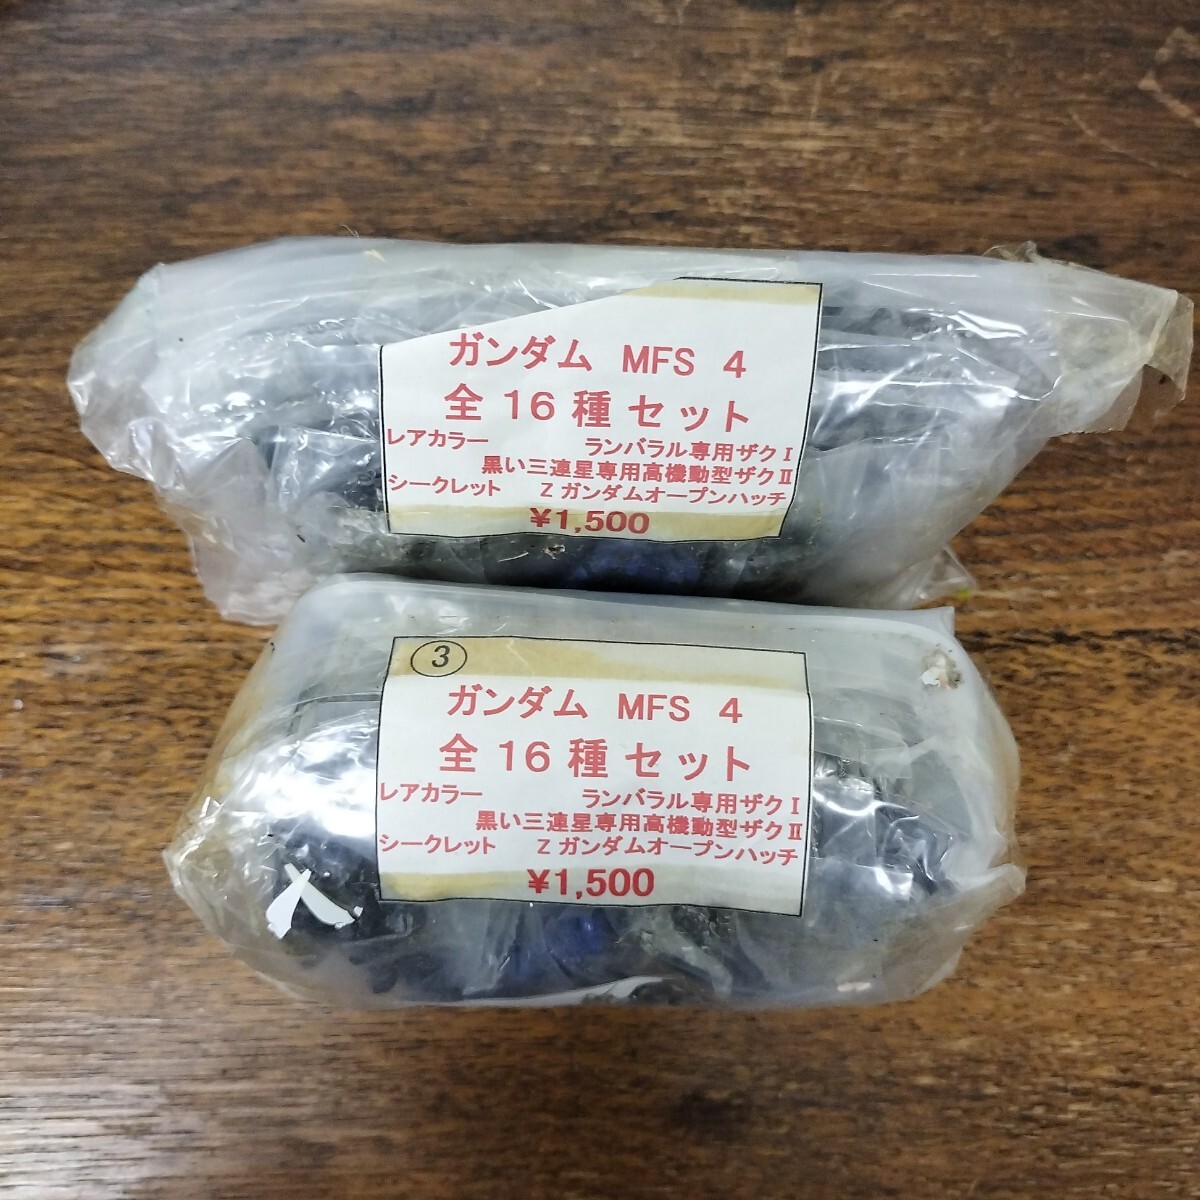 ガンダム MFS 4
全 16 種 セット
レアカラー ランバラル専用ザクⅠ
黒い三連星専用高機動型ザクⅡ
シークレット Z ガンダムオープンハッチ
¥1,500
③
ガンダム MFS 4
全 16 種 セット
レアカラー ランバラル専用ザクⅠ
黒い三連星専用高機動型ザクⅡ
シークレット Z ガンダムオープンハッチ
¥1,500